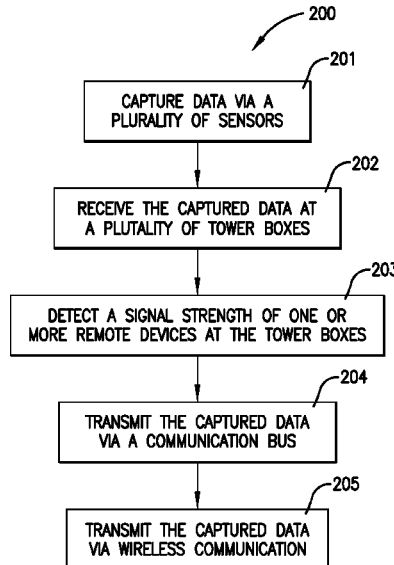 200
201
CAPTURE DATA VIA A
PLURALITY OF SENSORS
202
RECEIVE THE CAPTURED DATA AT
A PLUTALITY OF TOWER BOXES
203
DETECT A SIGNAL STRENGTH OF ONE OR
MORE REMOTE DEVICES AT THE TOWER BOXES
204
TRANSMIT THE CAPTURED DATA
VIA A COMMUNICATION BUS
205
TRANSMIT THE CAPTURED DATA
VIA WIRELESS COMMUNICATION